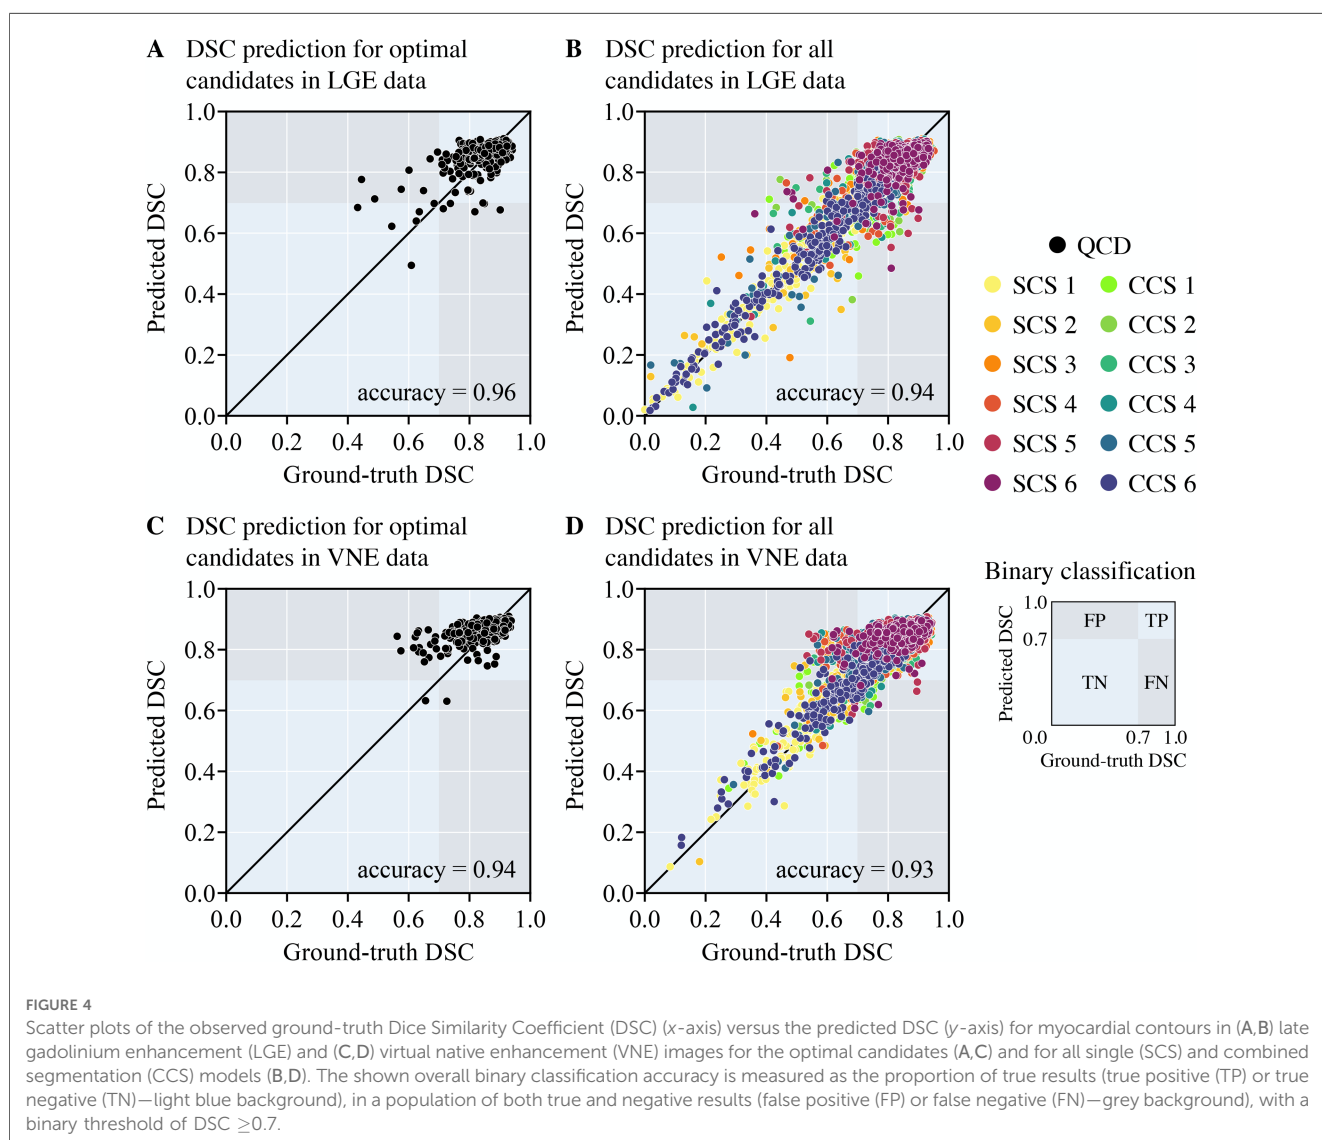 A DSC prediction for optimal
candidates in LGE data
B DSC prediction for all
candidates in LGE data
1.0
0.8
0.6
0.4
0.2
0.0
Predicted DSC
accuracy = 0.96
0.0 0.2 0.4 0.6 0.8 1.0
Ground-truth DSC
1.0
0.8
0.6
0.4
0.2
0.0
Predicted DSC
accuracy = 0.94
0.0 0.2 0.4 0.6 0.8 1.0
Ground-truth DSC
QCD
SCS 1 CCS 1
SCS 2 CCS 2
SCS 3 CCS 3
SCS 4 CCS 4
SCS 5 CCS 5
SCS 6 CCS 6
C DSC prediction for optimal
candidates in VNE data
D DSC prediction for all
candidates in VNE data
1.0
0.8
0.6
0.4
0.2
0.0
Predicted DSC
accuracy = 0.94
0.0 0.2 0.4 0.6 0.8 1.0
Ground-truth DSC
1.0
0.8
0.6
0.4
0.2
0.0
Predicted DSC
accuracy = 0.93
0.0 0.2 0.4 0.6 0.8 1.0
Ground-truth DSC
Binary classification
1.0
0.7
Predicted DSC
FP TP
TN FN
0.0 0.7 1.0
Ground-truth DSC
FIGURE 4
Scatter plots of the observed ground-truth Dice Similarity Coefficient (DSC) (x-axis) versus the predicted DSC (y-axis) for myocardial contours in (A,B) late
gadolinium enhancement (LGE) and (C,D) virtual native enhancement (VNE) images for the optimal candidates (A,C) and for all single (SCS) and combined
segmentation (CCS) models (B,D). The shown overall binary classification accuracy is measured as the proportion of true results (true positive (TP) or true
negative (TN)—light blue background), in a population of both true and negative results (false positive (FP) or false negative (FN)—grey background), with a
binary threshold of DSC ≥0.7.